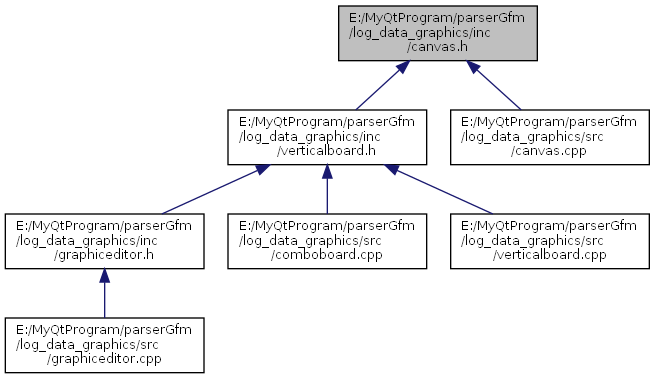 E:/MyQtProgram/parserGfm
/log_data_graphics/inc
/canvas.h
E:/MyQtProgram/parserGfm
/log_data_graphics/inc
/verticalboard.h
E:/MyQtProgram/parserGfm
/log_data_graphics/src
/canvas.cpp
E:/MyQtProgram/parserGfm
/log_data_graphics/inc
/graphiceditor.h
E:/MyQtProgram/parserGfm
/log_data_graphics/src
/comboboard.cpp
E:/MyQtProgram/parserGfm
/log_data_graphics/src
/verticalboard.cpp
E:/MyQtProgram/parserGfm
/log_data_graphics/src
/graphiceditor.cpp